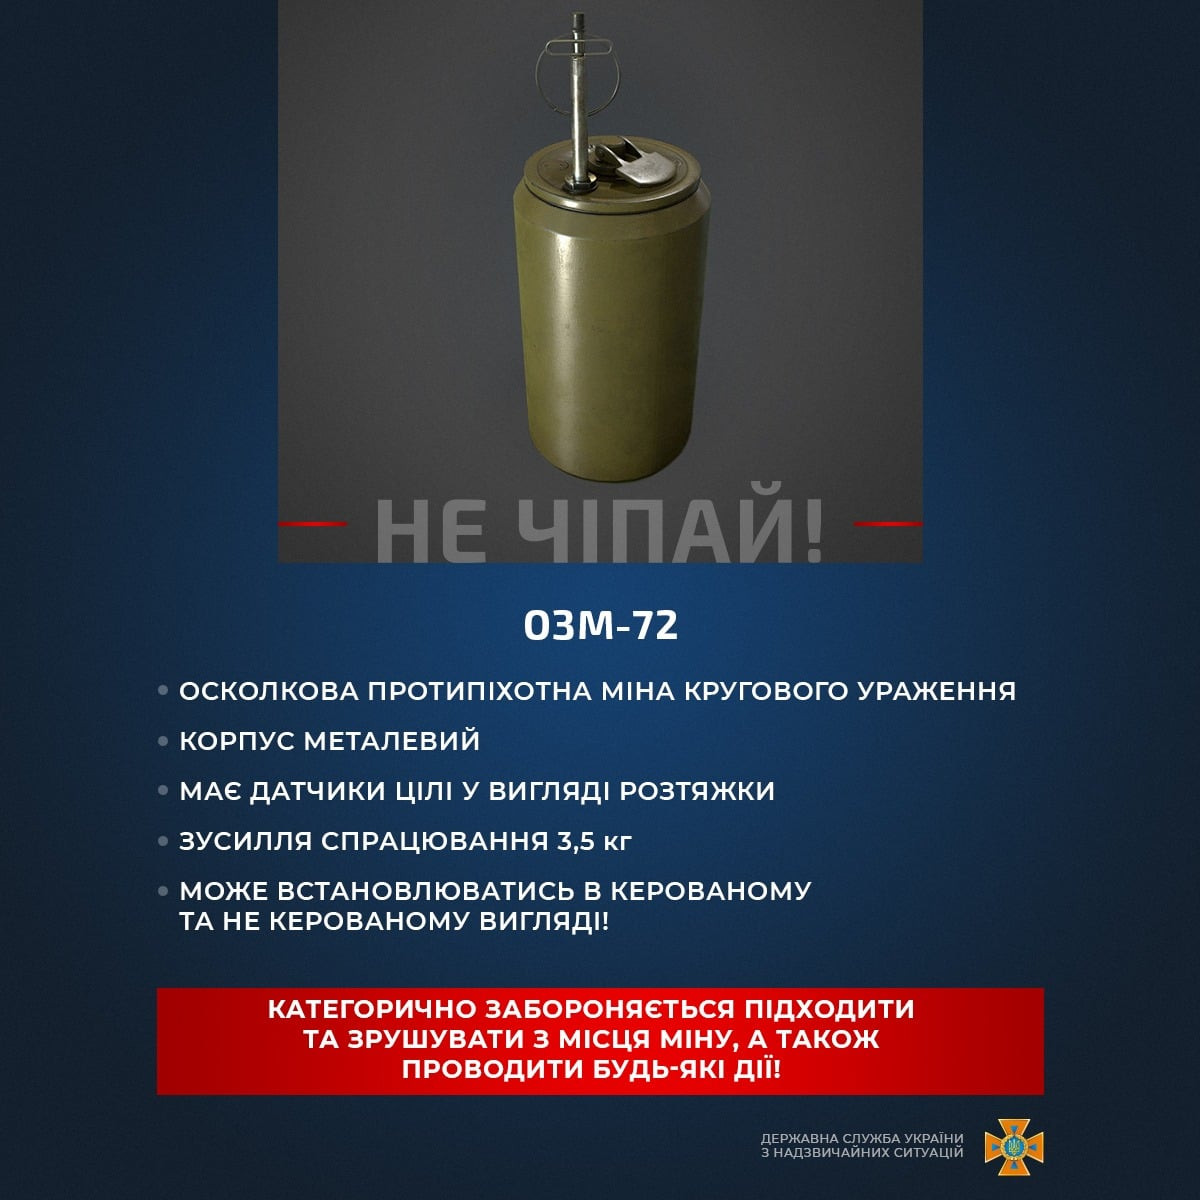 НЕ ЧІПАЙ!
ОЗМ-72
• ОСКОЛКОВА ПРОТИПІХОТНА МІНА КРУГОВОГО УРАЖЕННЯ
• КОРПУС МЕТАЛЕВИЙ
• МАЄ ДАТЧИКИ ЦІЛІ У ВИГЛЯДІ РОЗТЯЖКИ
• ЗУСИЛЛЯ СПРАЦЮВАННЯ 3,5 кг
• МОЖЕ ВСТАНОВЛЮВАТИСЬ В КЕРОВАНОМУ
ТА НЕ КЕРОВАНОМУ ВИГЛЯДІ!
КАТЕГОРИЧНО ЗАБОРОНЯЄТЬСЯ ПІДХОДИТИ
ТА ЗРУШУВАТИ З МІСЦЯ МІНУ, А ТАКОЖ
ПРОВОДИТИ БУДЬ-ЯКІ ДІЇ!
ДЕРЖАВНА СЛУЖБА УКРАЇНИ
З НАДЗВИЧАЙНИХ СИТУАЦІЙ